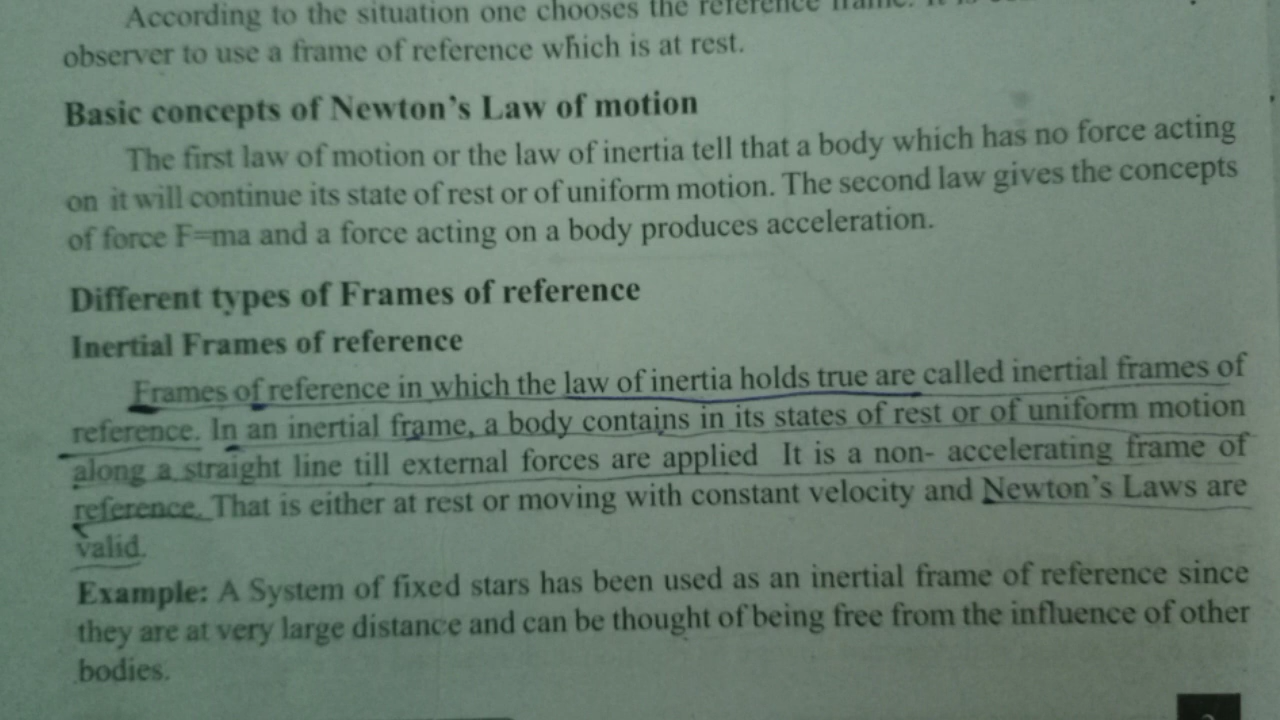 According to the situation one chooses the reference frame. It is
observer to use a frame of reference which is at rest.
Basic concepts of Newton's Law of motion
The first law of motion or the law of inertia tell that a body which has no force acting
on it will continue its state of rest or of uniform motion. The second law gives the concepts
of force F=ma and a force acting on a body produces acceleration.
Different types of Frames of reference
Inertial Frames of reference
Frames of reference in which the law of inertia holds true are called inertial frames of
reference. In an inertial frame, a body contains in its states of rest or of uniform motion
along a straight line till external forces are applied It is a non- accelerating frame of
reference. That is either at rest or moving with constant velocity and Newton's Laws are
valid.
Example: A System of fixed stars has been used as an inertial frame of reference since
they are at very large distance and can be thought of being free from the influence of other
bodies.